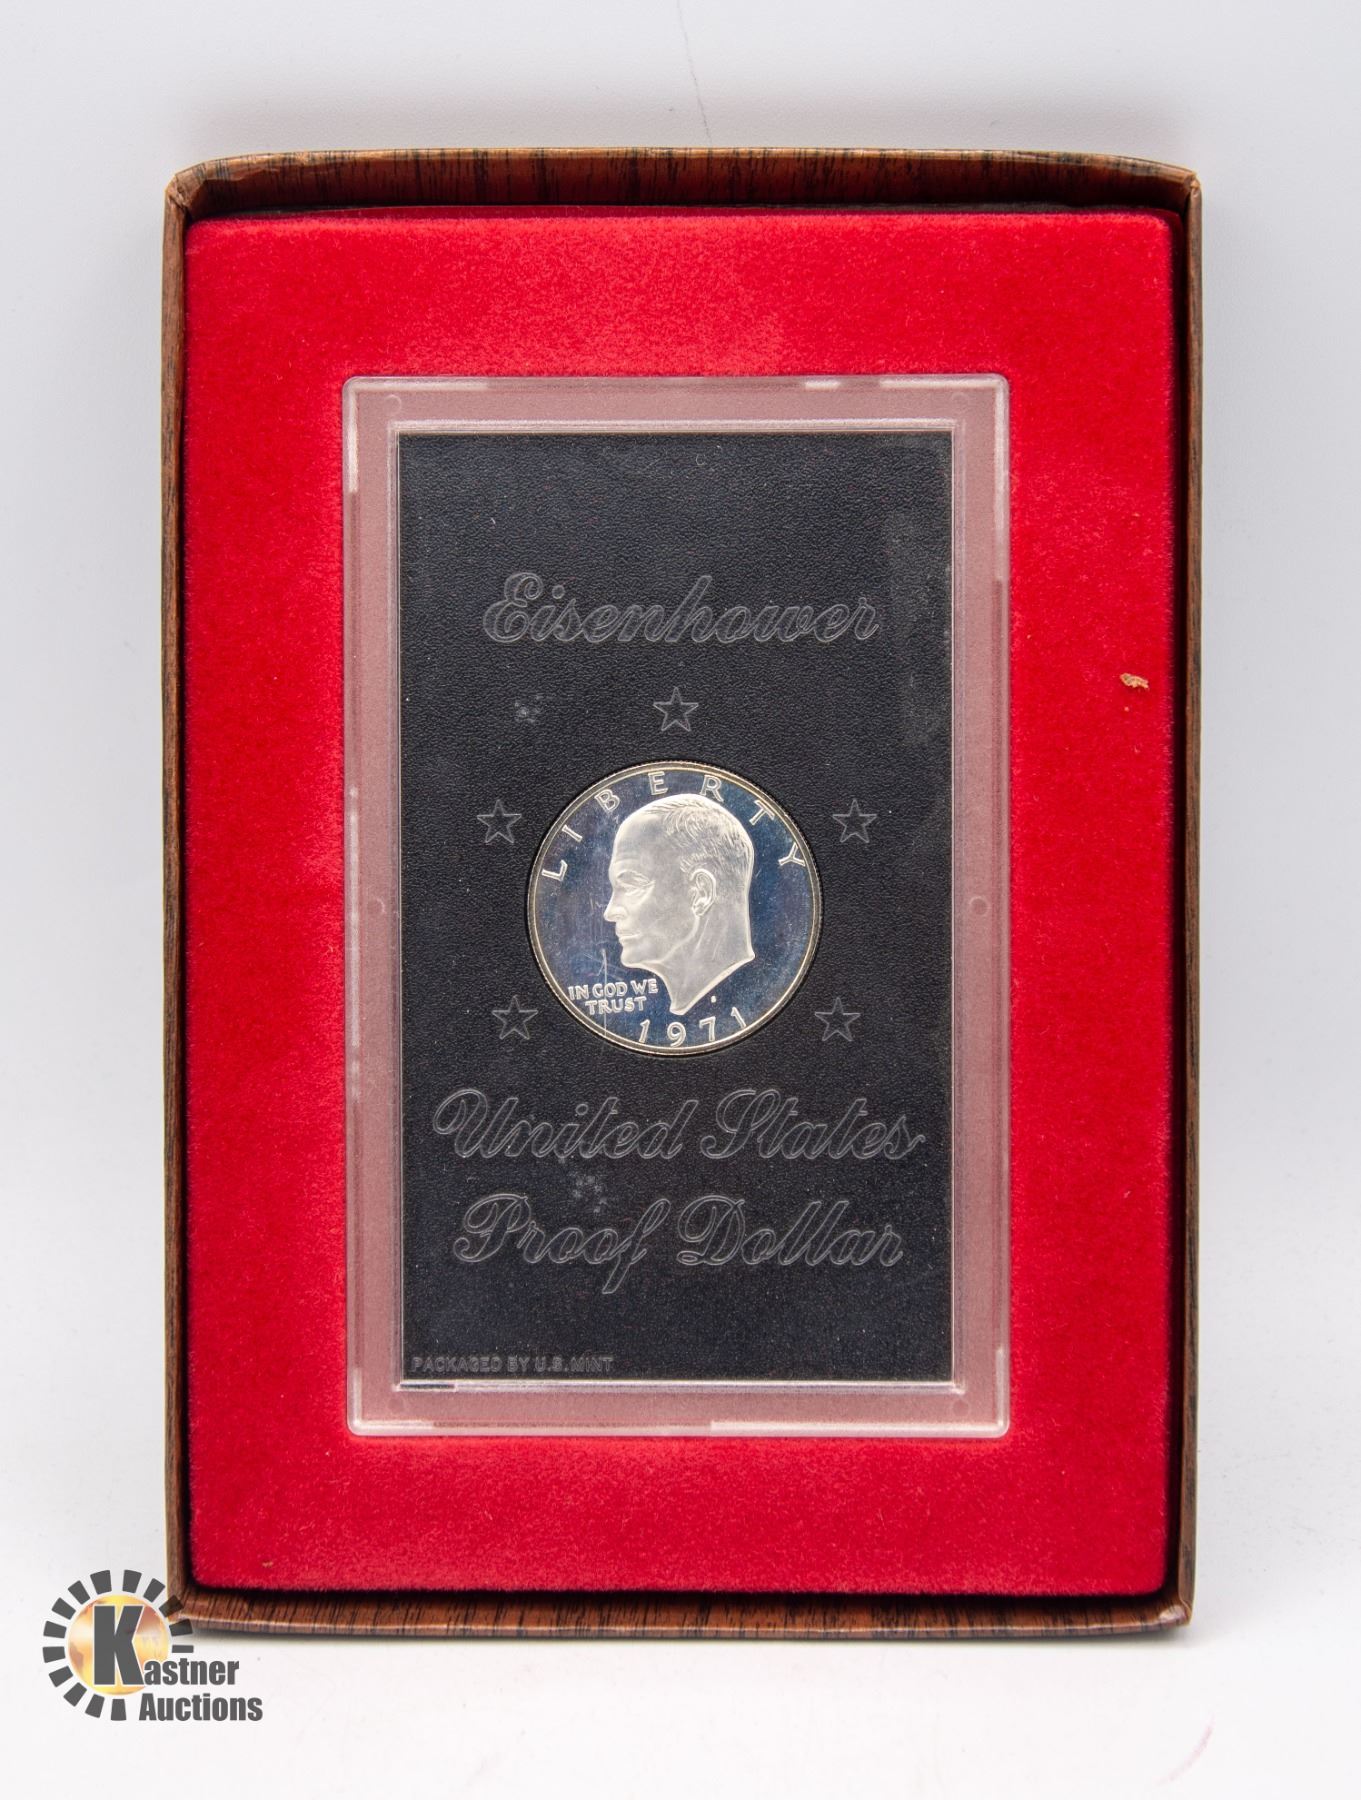 Eisenhower
LIBERTY
IN GOD WE
TRUST
1971
United States
Proof Dollar
PACKAGED BY U.S. MINT
Kastner
Auctions